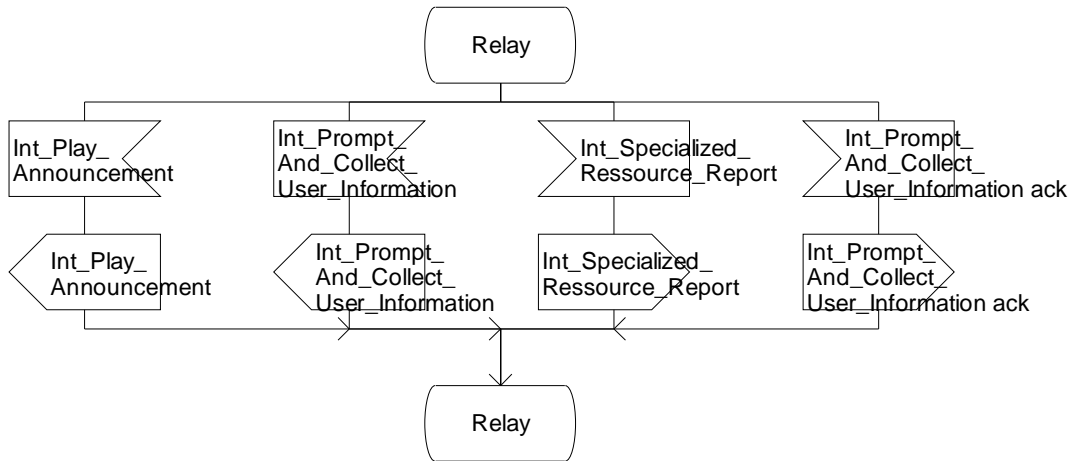 Relay
Int_Play_
Announcement
Int_Prompt_
And_Collect_
User_Information
Int_Specialized_
Ressource_Report
Int_Prompt_
And_Collect_
User_Information ack
Int_Play_
Announcement
Int_Prompt_
And_Collect_
User_Information
Int_Specialized_
Ressource_Report
Int_Prompt_
And_Collect_
User_Information ack
Relay